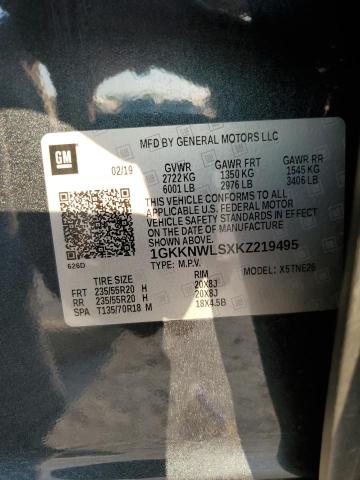 MFD BY GENERAL MOTORS LLC
GM
02/19
GVWR GAWR FRT GAWR RR
2722 KG 1350 KG 1545 KG
6001 LB 2976 LB 3406 LB
THIS VEHICLE CONFORMS TO ALL APPLICABLE
U.S. FEDERAL MOTOR VEHICLE SAFETY AND
THEFT PREVENTION STANDARDS IN EFFECT
ON THE DATE OF MANUFACTURE
SHOWN ABOVE.
1GKKNWLSXKZ219495
626D
TYPE: M.P.V. MODEL: X5TNE26
TIRE SIZE RIM
FRT 235/55R20 H 20X8J
RR 235/55R20 H 20X8J
SPA T135/70R18 M 18X4.5B